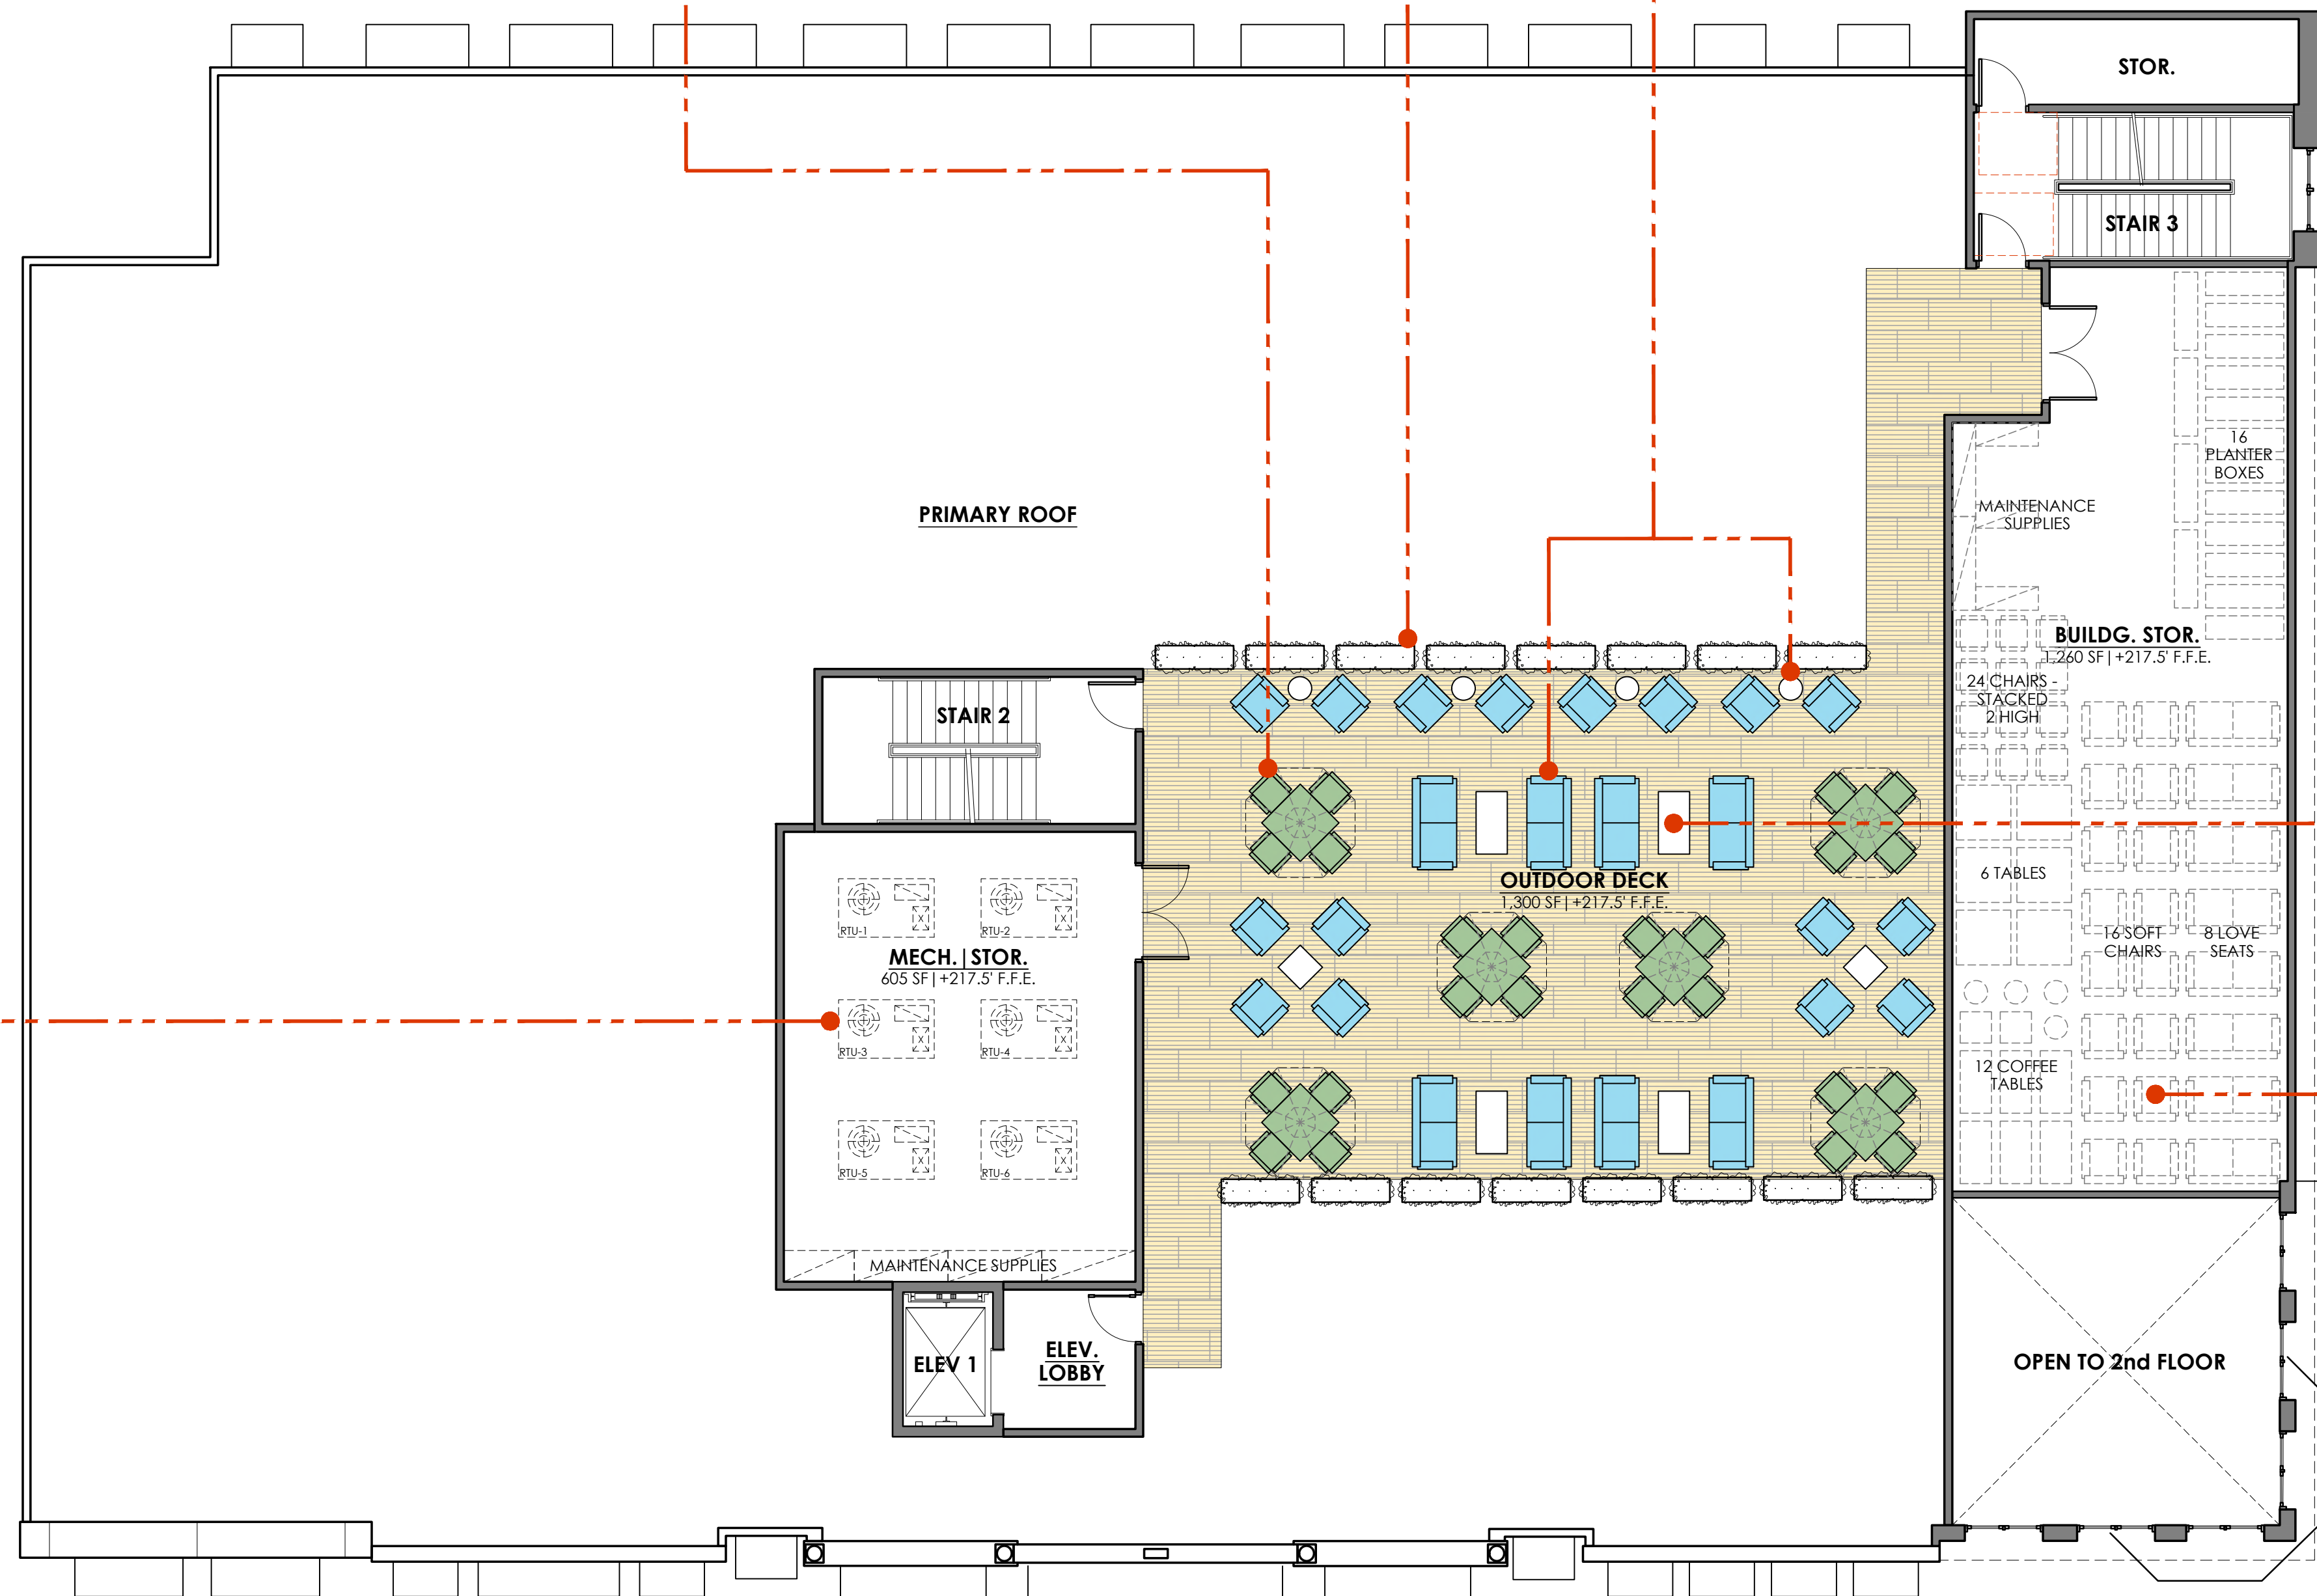 STOR.
STAIR 3
16
PLANTER
BOXES
PRIMARY ROOF
MAINTENANCE
SUPPLIES
BUILDG. STOR.
1,260 SF | +217.5' F.F.E.
24 CHAIRS -
STACKED
2 HIGH
STAIR 2
6 TABLES
OUTDOOR DECK
1,300 SF | +217.5' F.F.E.
RTU-1
RTU-2
MECH. | STOR.
605 SF | +217.5' F.F.E.
16 SOFT
CHAIRS
8 LOVE
SEATS
RTU-3
RTU-4
12 COFFEE
TABLES
RTU-5
RTU-6
MAINTENANCE SUPPLIES
ELEV 1
ELEV.
LOBBY
OPEN TO 2nd FLOOR